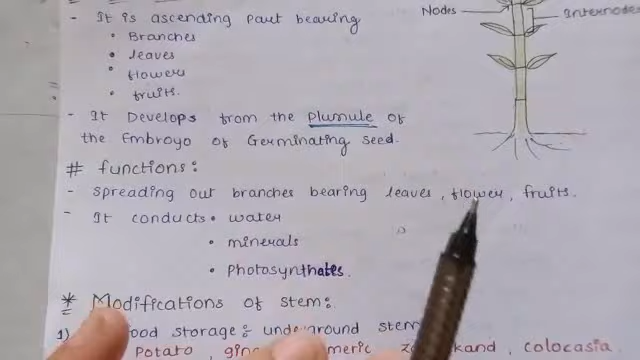 - It is ascending part bearing
• Branches
• leaves
• flowers
• fruits.
- It Develops from the Plumule of
the Embroyo of Germinating seed.
# functions:
- spreading out branches bearing leaves, flower, fruits.
- It conducts • water
• minerals
• Photosynthates.
* Modifications of stem:
1) food storage: underground stem
Potato, colocasia.
Nodes
Internodes